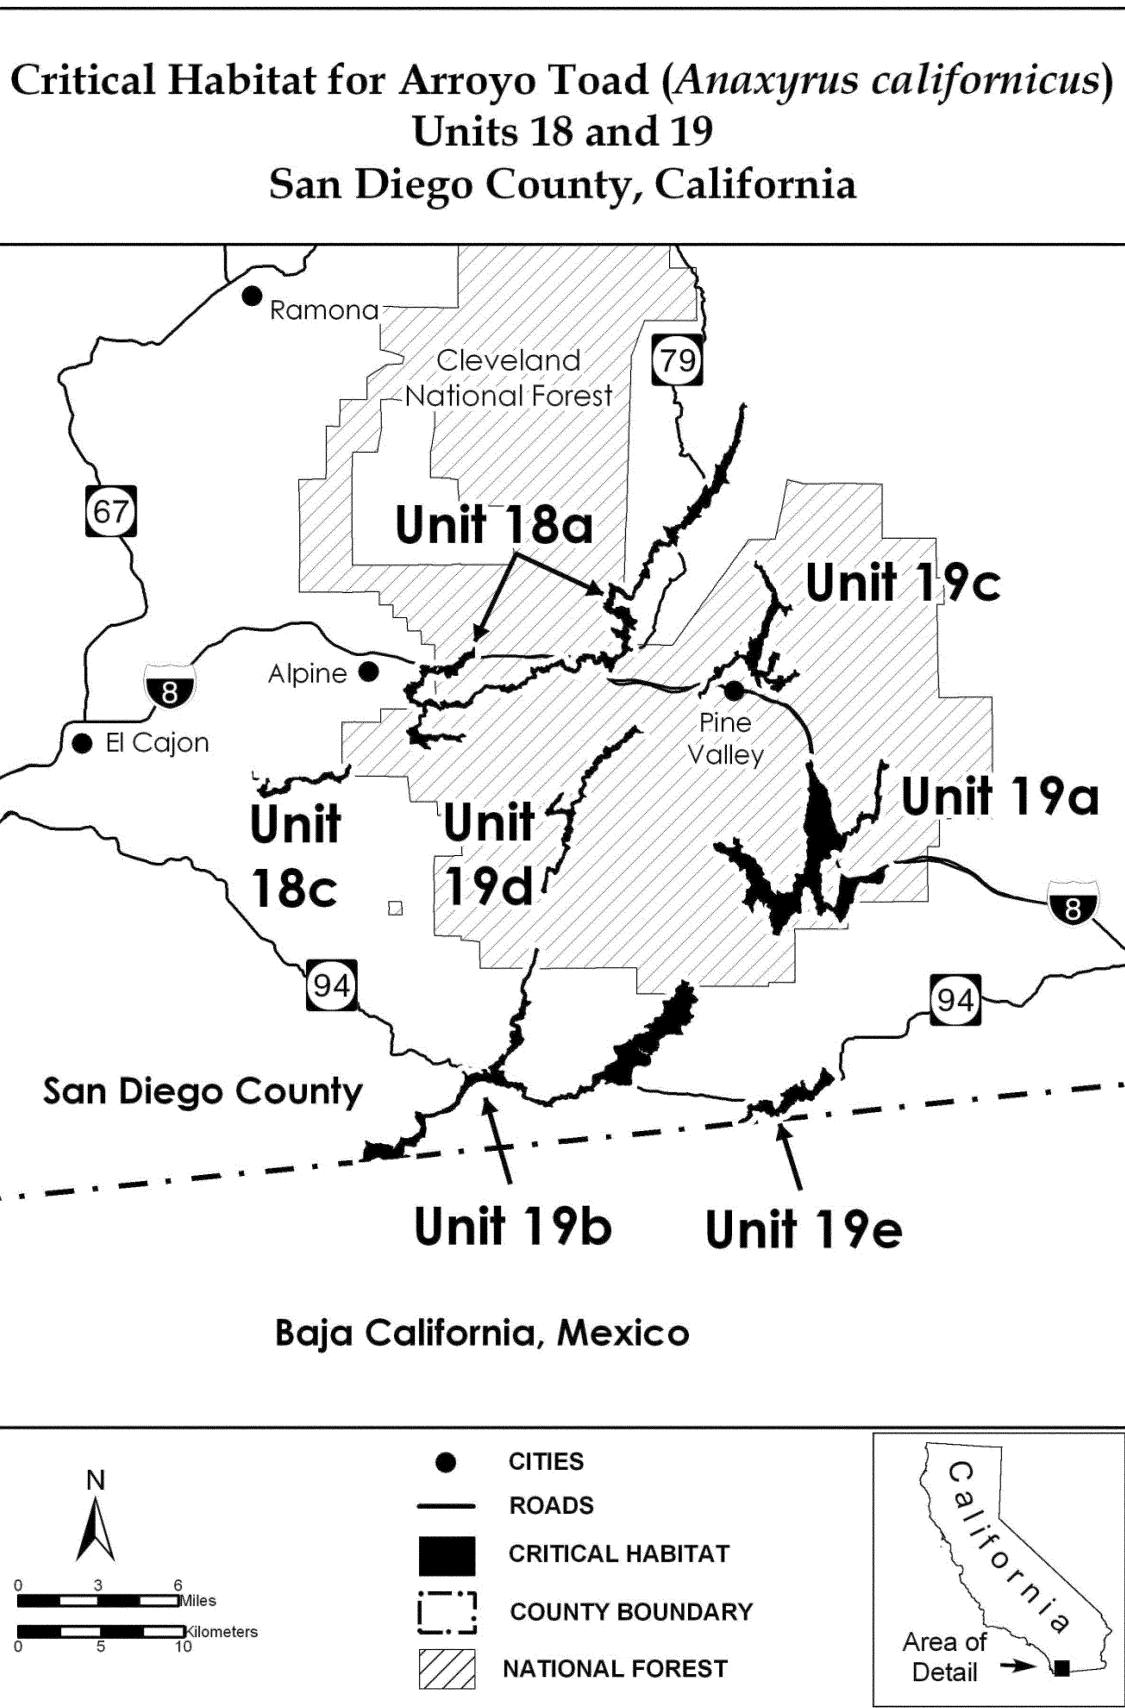 Critical Habitat for Arroyo Toad (Anaxyrus californicus)
Units 18 and 19
San Diego County, California
Ramona
Cleveland
National Forest
79
67
Unit 18a
Unit 19c
Alpine
8
El Cajon
Pine
Valley
Unit
18c
Unit
19d
Unit 19a
8
94
94
San Diego County
Unit 19b
Unit 19e
Baja California, Mexico
N
0 3 6
Miles
Kilometers
0 5 10
CITIES
ROADS
CRITICAL HABITAT
COUNTY BOUNDARY
NATIONAL FOREST
California
Area of
Detail